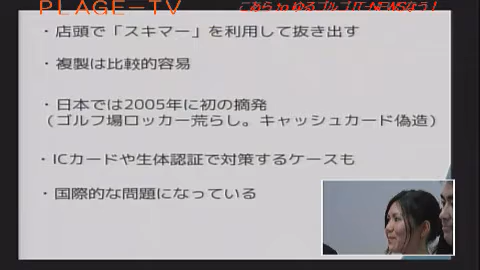 PLAGE-TV
・店頭で「スキマー」を利用して抜き出す
・複製は比較的容易
・日本では2005年に初の摘発
(ゴルフ場ロッカー荒らし。キャッシュカード偽造)
・ICカードや生体認証で対策するケースも
・国際的な問題になっている